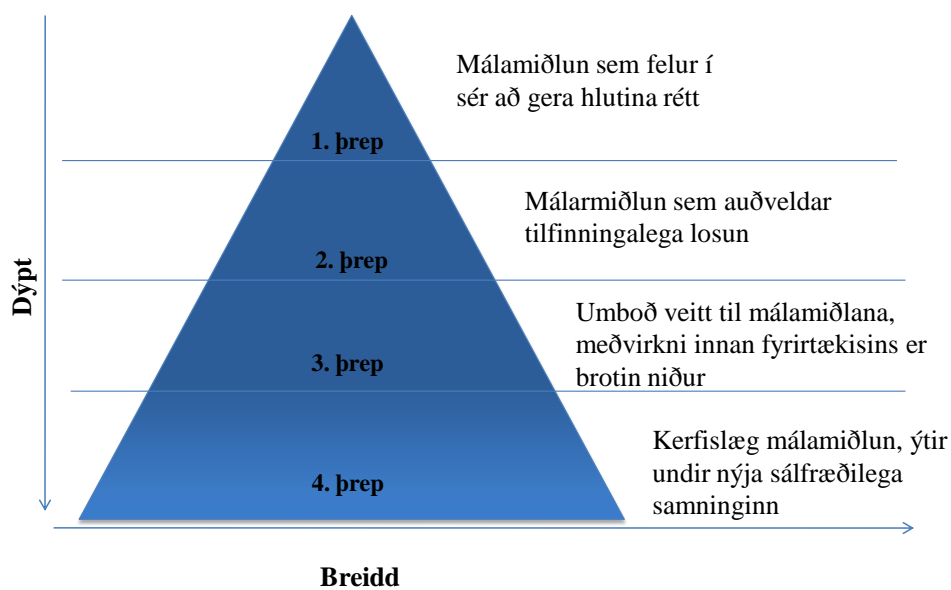 Málamiðlun sem felur í
sér að gera hlutina rétt
1. þrep
Málarmiðlun sem auðveldar
tilfinningalega losun
2. þrep
Dýpt
Umboð veitt til málamiðlana,
meðvirkni innan fyrirtækisins er
brotin niður
3. þrep
Kerfislæg málamiðlun, ýtir
undir nýja sálfræðilega
samninginn
4. þrep
Breidd